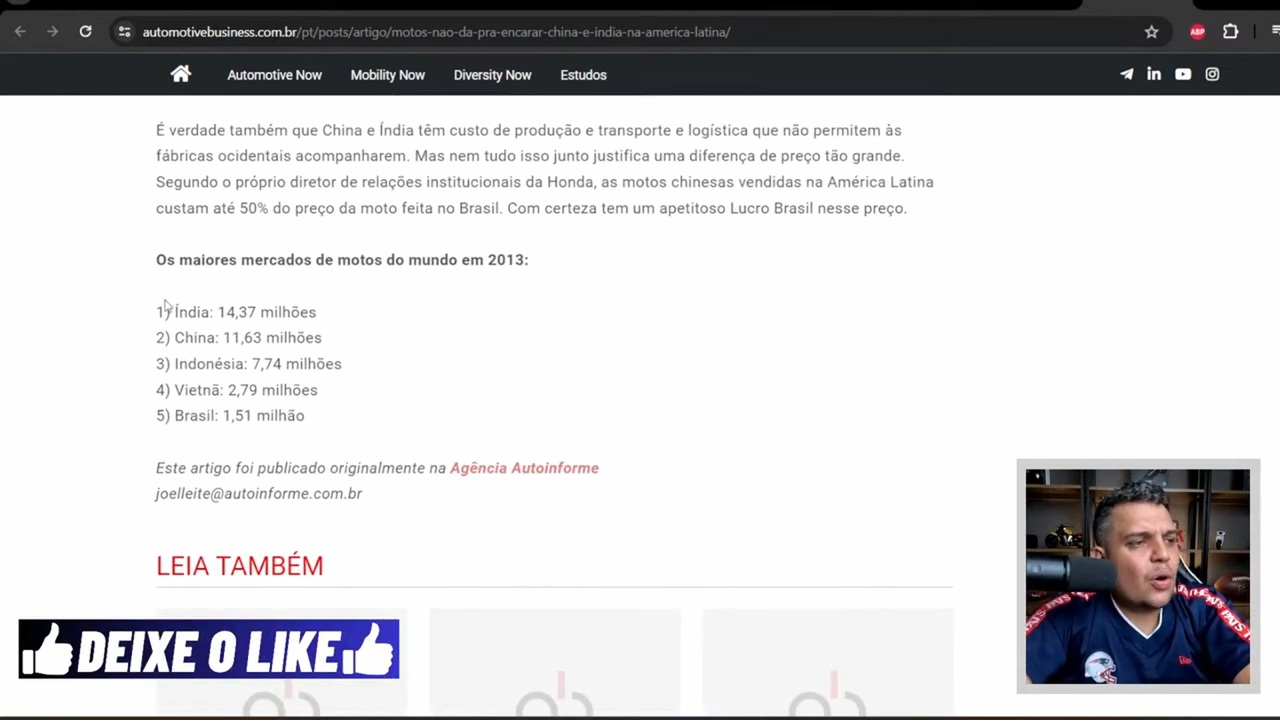 automotivebusiness.com.br/pt/posts/artigo/motos-nao-da-pra-encarar-china-e-india-na-america-latina/
ABP
Automotive Now Mobility Now Diversity Now Estudos
É verdade também que China e Índia têm custo de produção e transporte e logística que não permitem às
fábricas ocidentais acompanharem. Mas nem tudo isso junto justifica uma diferença de preço tão grande.
Segundo o próprio diretor de relações institucionais da Honda, as motos chinesas vendidas na América Latina
custam até 50% do preço da moto feita no Brasil. Com certeza tem um apetitoso Lucro Brasil nesse preço.
Os maiores mercados de motos do mundo em 2013:
1) Índia: 14,37 milhões
2) China: 11,63 milhões
3) Indonésia: 7,74 milhões
4) Vietnã: 2,79 milhões
5) Brasil: 1,51 milhão
Este artigo foi publicado originalmente na Agência Autoinforme
joelleite@autoinforme.com.br
LEIA TAMBÉM
DEIXE O LIKE